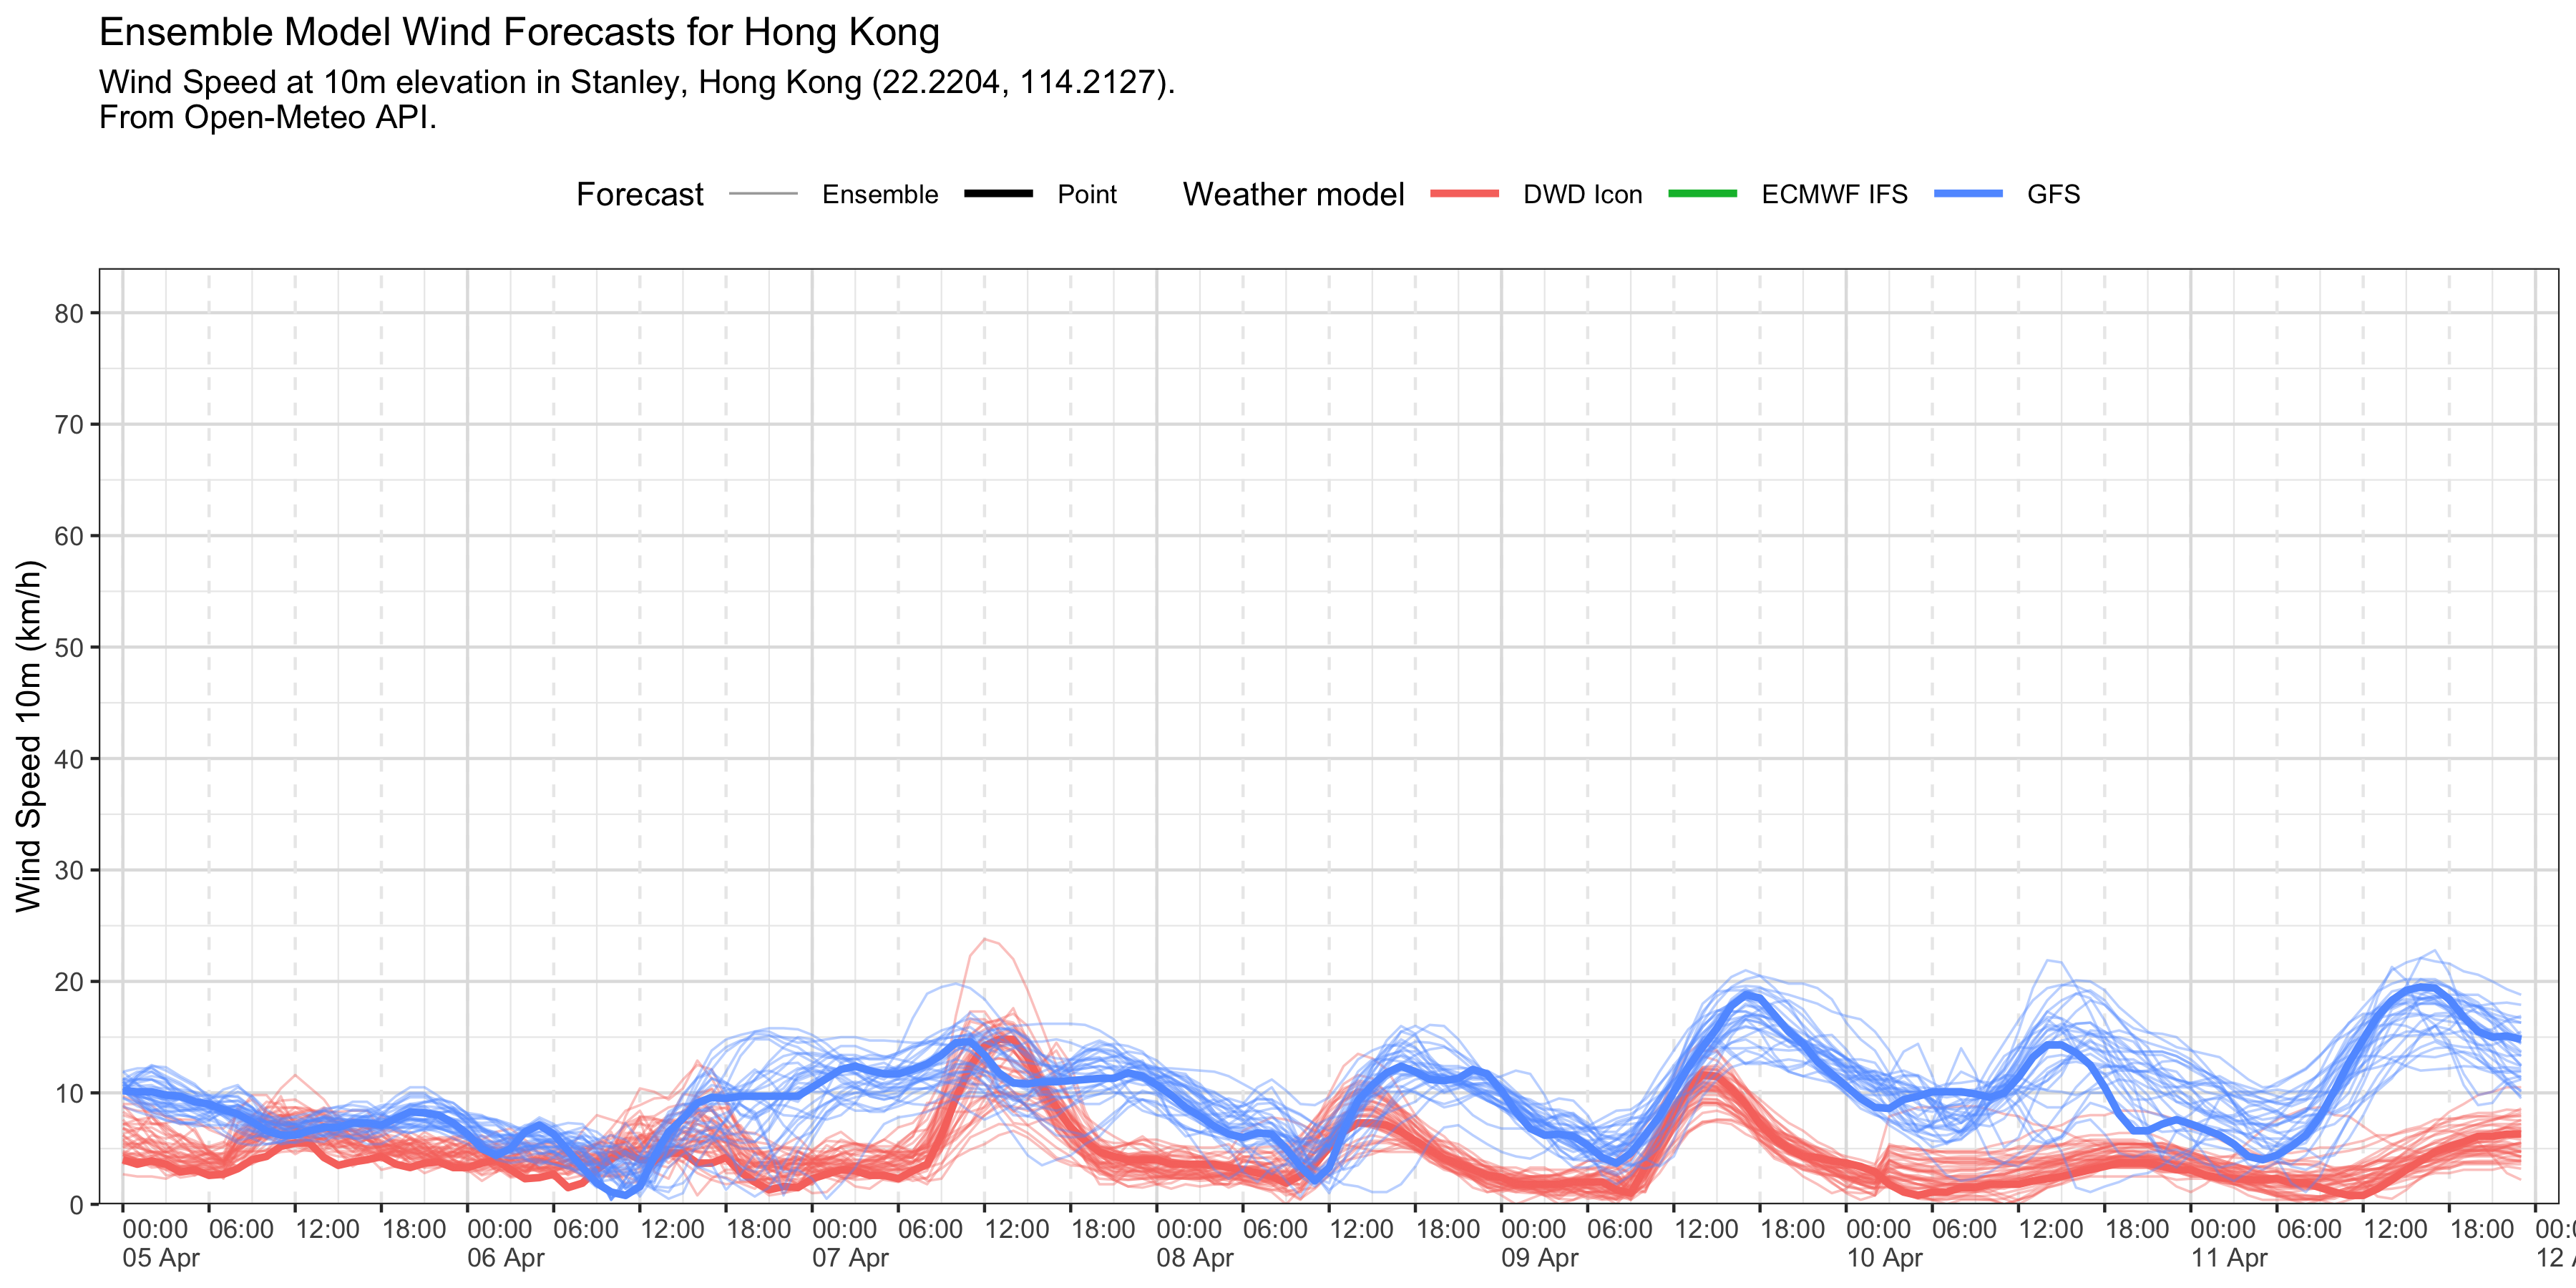 Ensemble Model Wind Forecasts for Hong Kong
Wind Speed at 10m elevation in Stanley, Hong Kong (22.2204, 114.2127).
From Open-Meteo API.
Forecast Ensemble Point Weather model DWD Icon ECMWF IFS GFS
Wind Speed 10m (km/h)
80
70
60
50
40
30
20
10
0
00:00 06:00 12:00 18:00 00:00 06:00 12:00 18:00 00:00 06:00 12:00 18:00 00:00 06:00 12:00 18:00 00:00 06:00 12:00 18:00 00:00 06:00 12:00 18:00 00:00 06:00 12:00 18:00
05 Apr 06 Apr 07 Apr 08 Apr 09 Apr 10 Apr 11 Apr 12